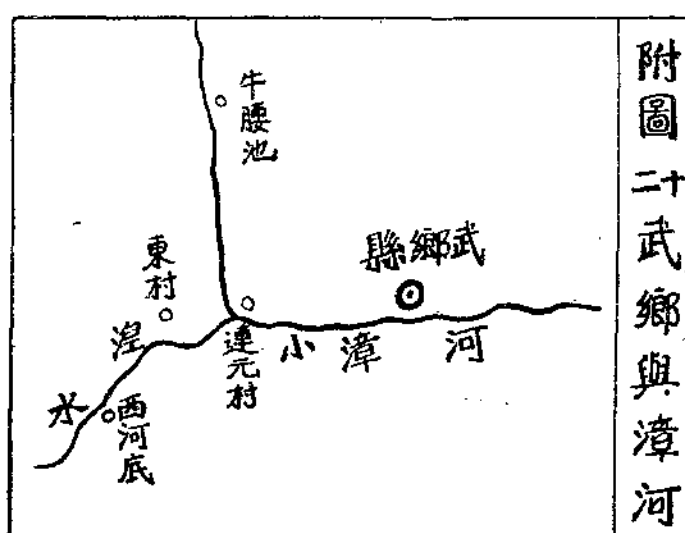 附圖二十武鄉與漳河
武鄉縣
牛腰池
東村
連元村
小漳河
涅水
西河底